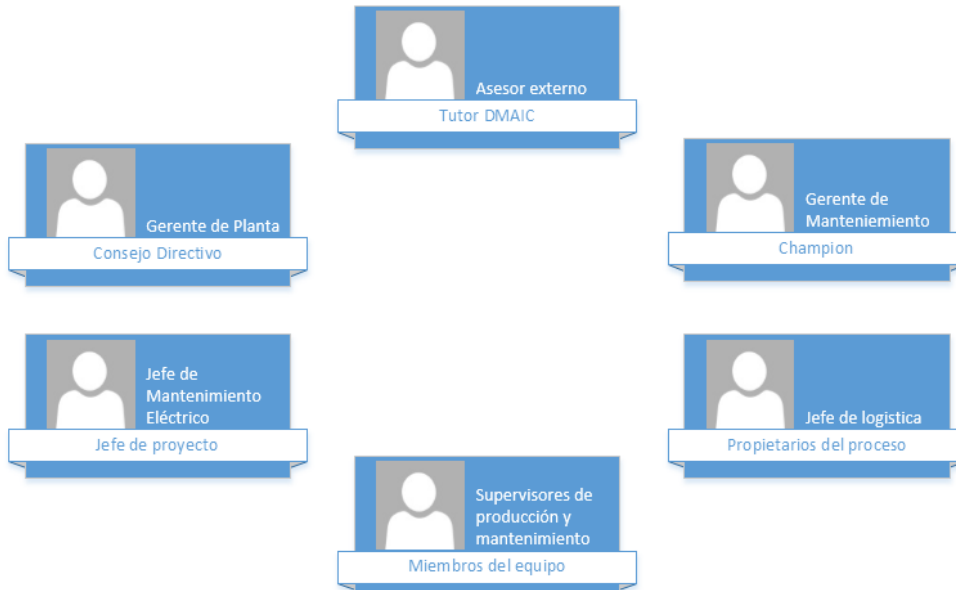 Asesor externo
Tutor DMAIC
Gerente de Planta
Consejo Directivo
Gerente de
Manteniemiento
Champion
Jefe de
Mantenimiento
Eléctrico
Jefe de proyecto
Jefe de logistica
Propietarios del proceso
Supervisores de
producción y
mantenimiento
Miembros del equipo